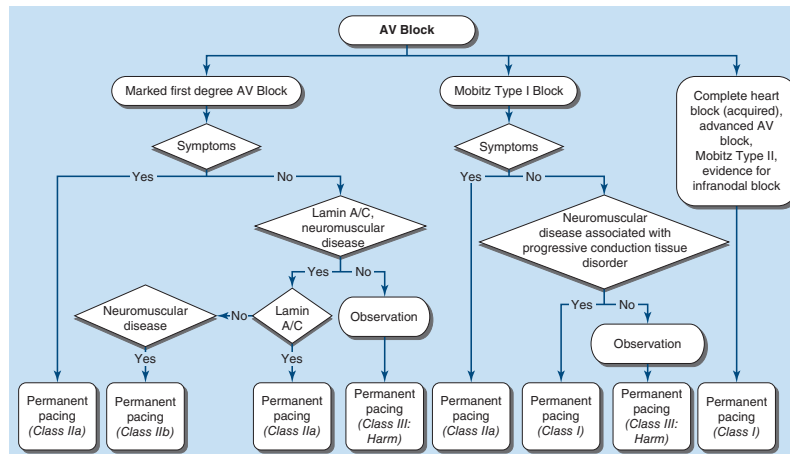 AV Block
Marked first degree AV Block
Mobitz Type I Block
Complete heart
block (acquired),
advanced AV
block,
Mobitz Type II,
evidence for
infranodal block
Symptoms
Symptoms
Yes
No
Yes
No
Lamin A/C,
neuromuscular
disease
Neuromuscular
disease associated with
progressive conduction tissue
disorder
Yes
No
Yes
No
Neuromuscular
disease
No
Lamin
A/C
Observation
Observation
Yes
Yes
Permanent
pacing
(Class IIa)
Permanent
pacing
(Class IIb)
Permanent
pacing
(Class IIa)
Permanent
pacing
(Class III:
Harm)
Permanent
pacing
(Class IIa)
Permanent
pacing
(Class I)
Permanent
pacing
(Class III:
Harm)
Permanent
pacing
(Class I)